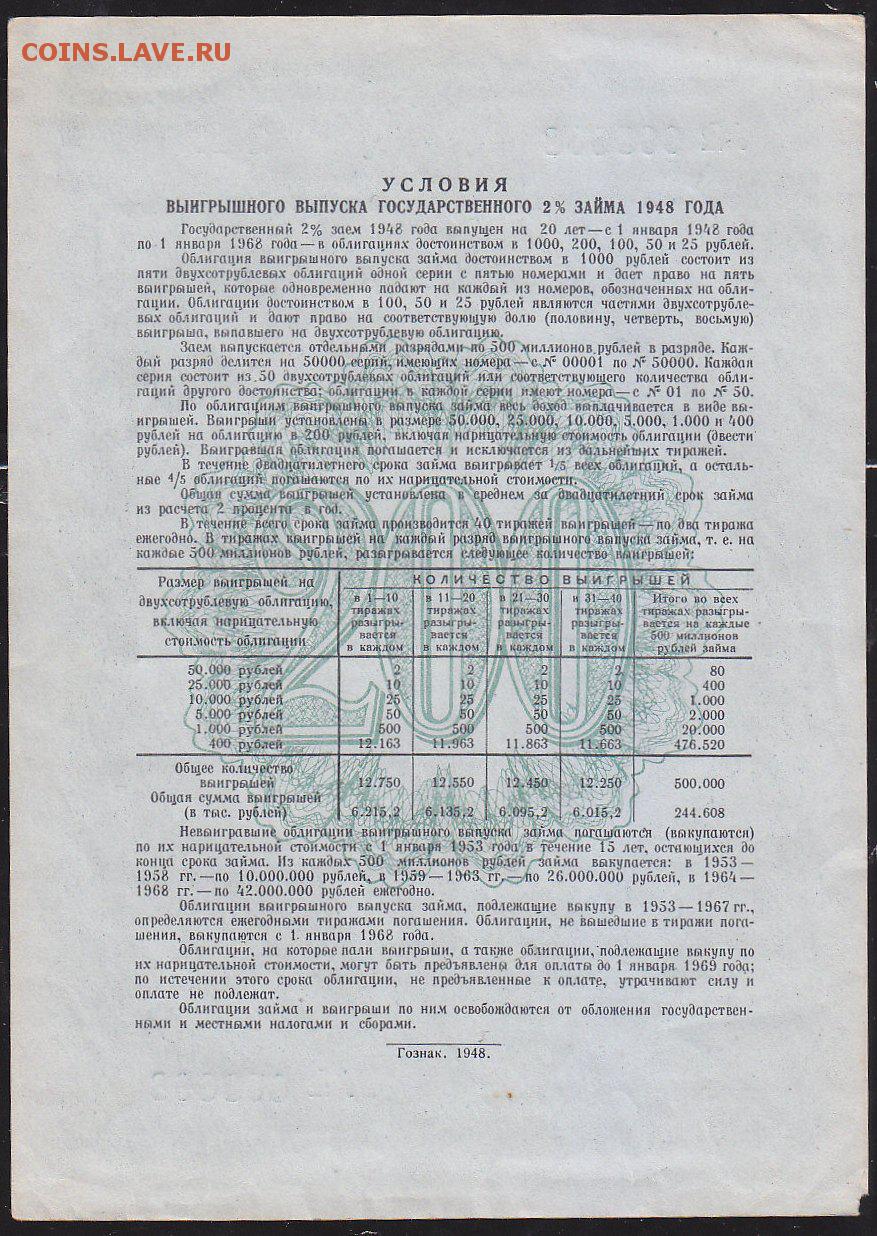 COINS.LAVE.RU
УСЛОВИЯ
ВЫИГРЫШНОГО ВЫПУСКА ГОСУДАРСТВЕННОГО 2% ЗАЙМА 1948 ГОДА
Государственный 2% заем 1948 года выпущен на 20 лет—с 1 января 1948 года
по 1 января 1968 года—в облигациях достоинством в 1000, 200, 100, 50 и 25 рублей.
Облигация выигрышного выпуска займа достоинством в 1000 рублей состоит из
пяти двухсотрублевых облигаций одной серии с пятью номерами и дает право на пять
выигрышей, которые одновременно падают на каждый из номеров, обозначенных на обли-
гации. Облигации достоинством в 100, 50 и 25 рублей являются частями двухсотрубле-
вых облигаций и дают право на соответствующую долю (половину, четверть, восьмую)
выигрыша, выпавшего на двухсотрублевую облигацию.
Заем выпускается отдельными разрядами по 500 миллионов рублей в разряде. Каж-
дый разряд делится на 50000 серий, имеющих номера—с № 00001 по № 50000. Каждая
серия состоит из 50 двухсотрублевых облигаций или соответствующего количества обли-
гаций другого достоинства; облигации в каждой серии имеют номера—с № 01 по № 50.
По облигациям выигрышного выпуска займа весь доход выплачивается в виде вы-
игрышей. Выигрыши установлены в размере 50.000, 25.000, 10.000, 5.000, 1.000 и 400
рублей на облигацию в 200 рублей, включая нарицательную стоимость облигации (двести
рублей). Выигравшая облигация погашается и исключается из дальнейших тиражей.
В течение двадцатилетнего срока займа выигрывает 1/5 всех облигаций, а осталь-
ные 4/5 облигаций погашаются по их нарицательной стоимости.
Общая сумма выигрышей установлена в среднем за двадцатилетний срок займа
из расчета 2 процента в год.
В течение всего срока займа производится 40 тиражей выигрышей—по два тиража
ежегодно. В тиражах выигрышей на каждый разряд выигрышного выпуска займа, т. е. на
каждые 500 миллионов рублей, разыгрывается следующее количество выигрышей:
Размер выигрышей на двухсотрублевую облигацию, включая нарицательную стоимость облигации
КОЛИЧЕСТВО ВЫИГРЫШЕЙ
в 1—10 тиражах разыгры- вается в каждом
в 11—20 тиражах разыгры- вается в каждом
в 21—30 тиражах разыгры- вается в каждом
в 31—40 тиражах разыгры- вается в каждом
Итого во всех тиражах разыгры- вается на каждые 500 миллионов рублей займа
50.000 рублей 2 2 2 2 80
25.000 рублей 10 10 10 10 400
10.000 рублей 25 25 25 25 1.000
5.000 рублей 50 50 50 50 2.000
1.000 рублей 500 500 500 500 20.000
400 рублей 12.163 11.963 11.863 11.663 476.520
Общее количество
выигрышей 12.750 12.550 12.450 12.250 500.000
Общая сумма выигрышей
(в тыс. рублей) 6.215,2 6.135,2 6.095,2 6.015,2 244.608
Невыигравшие облигации выигрышного выпуска займа погашаются (выкупаются)
по их нарицательной стоимости с 1 января 1953 года в течение 15 лет, остающихся до
конца срока займа. Из каждых 500 миллионов рублей займа выкупается: в 1953—
1958 гг.—по 10.000.000 рублей, в 1959—1963 гг.—по 26.000.000 рублей, в 1964—
1968 гг.—по 42.000.000 рублей ежегодно.
Облигации выигрышного выпуска займа, подлежащие выкупу в 1953—1967 гг.,
определяются ежегодными тиражами погашения. Облигации, не вышедшие в тиражи пога-
шения, выкупаются с 1 января 1968 года.
Облигации, на которые пали выигрыши, а также облигации, подлежащие выкупу по
их нарицательной стоимости, могут быть предъявлены для оплаты до 1 января 1969 года;
по истечении этого срока облигации, не предъявленные к оплате, утрачивают силу и
оплате не подлежат.
Облигации займа и выигрыши по ним освобождаются от обложения государствен-
ными и местными налогами и сборами.
Гознак. 1948.
200